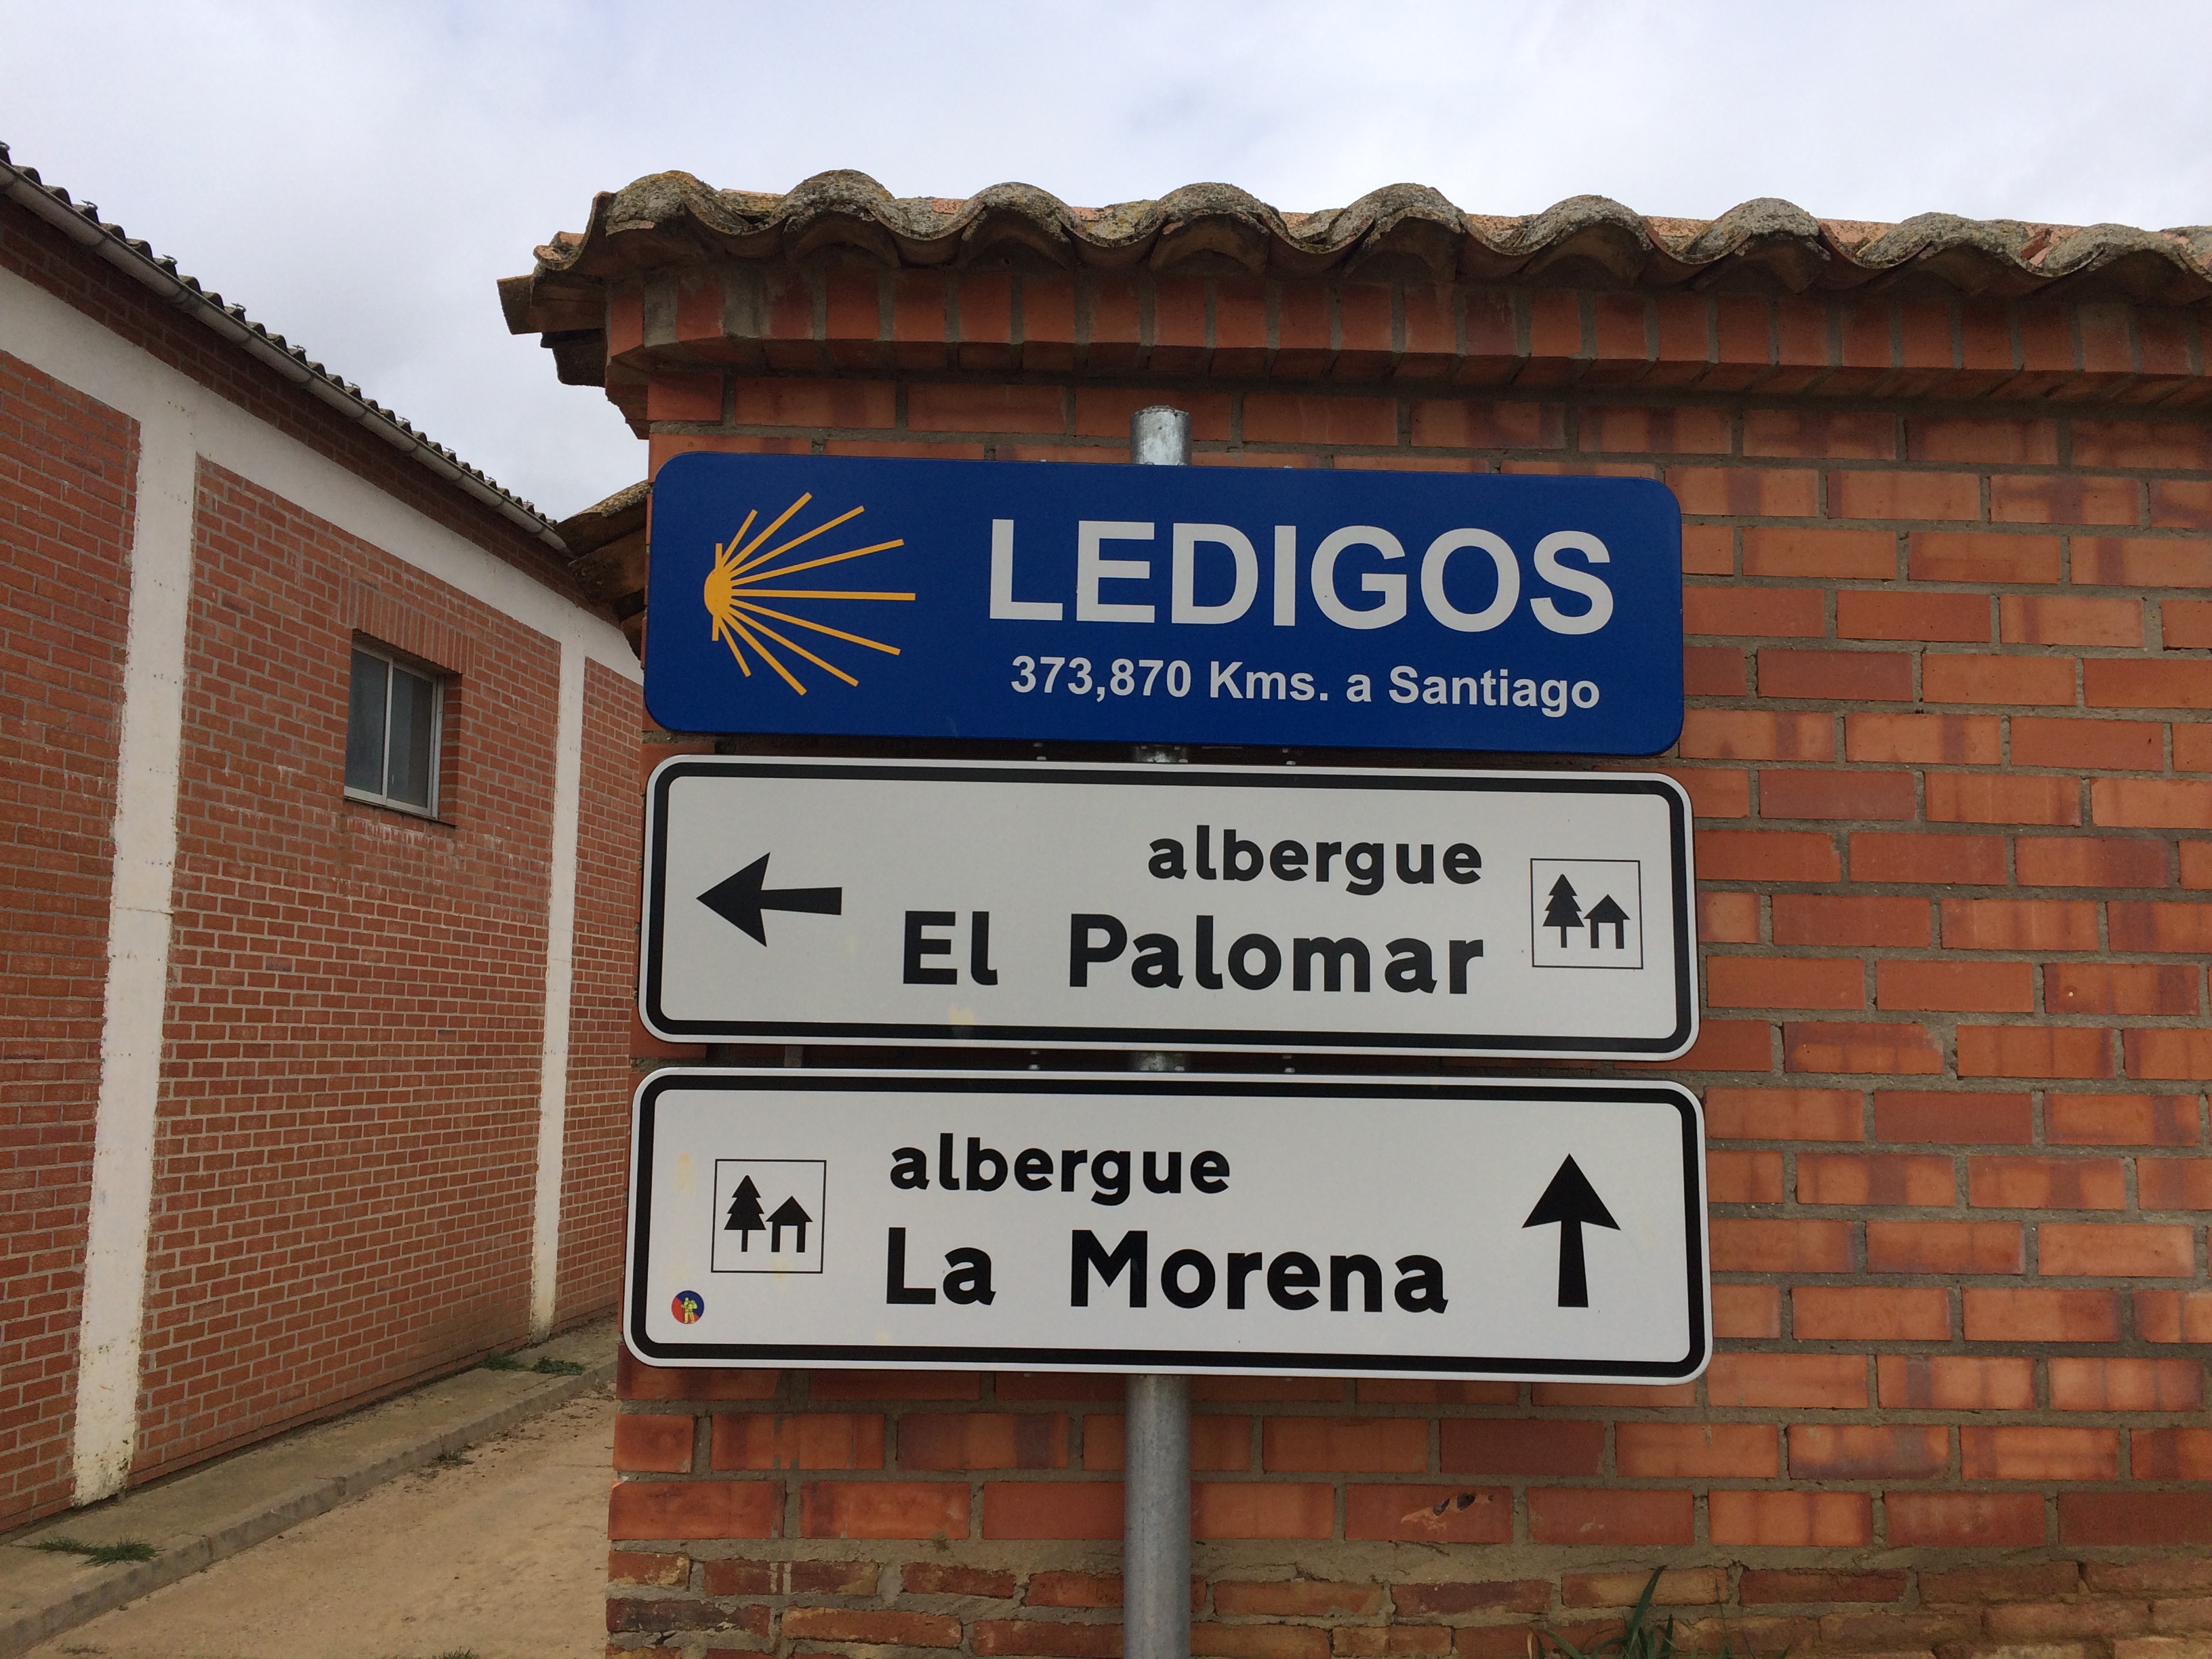 LEDIGOS
373,870 Kms. a Santiago
albergue
El Palomar
albergue
La Morena